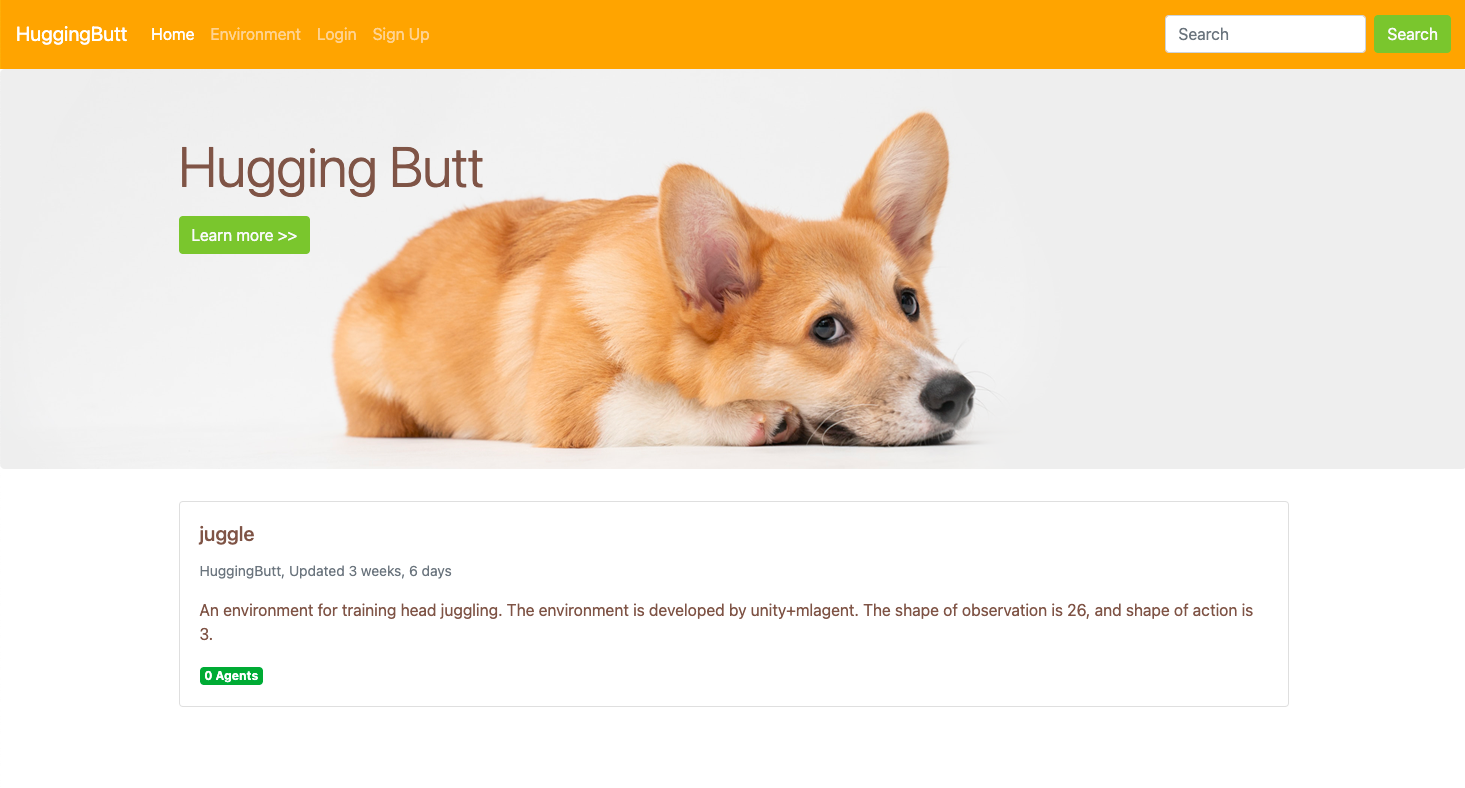 HuggingButt Home Environment Login Sign Up Search Search
Hugging Butt
Learn more >>
juggle
HuggingButt, Updated 3 weeks, 6 days
An environment for training head juggling. The environment is developed by unity+mlagent. The shape of observation is 26, and shape of action is
3.
0 Agents